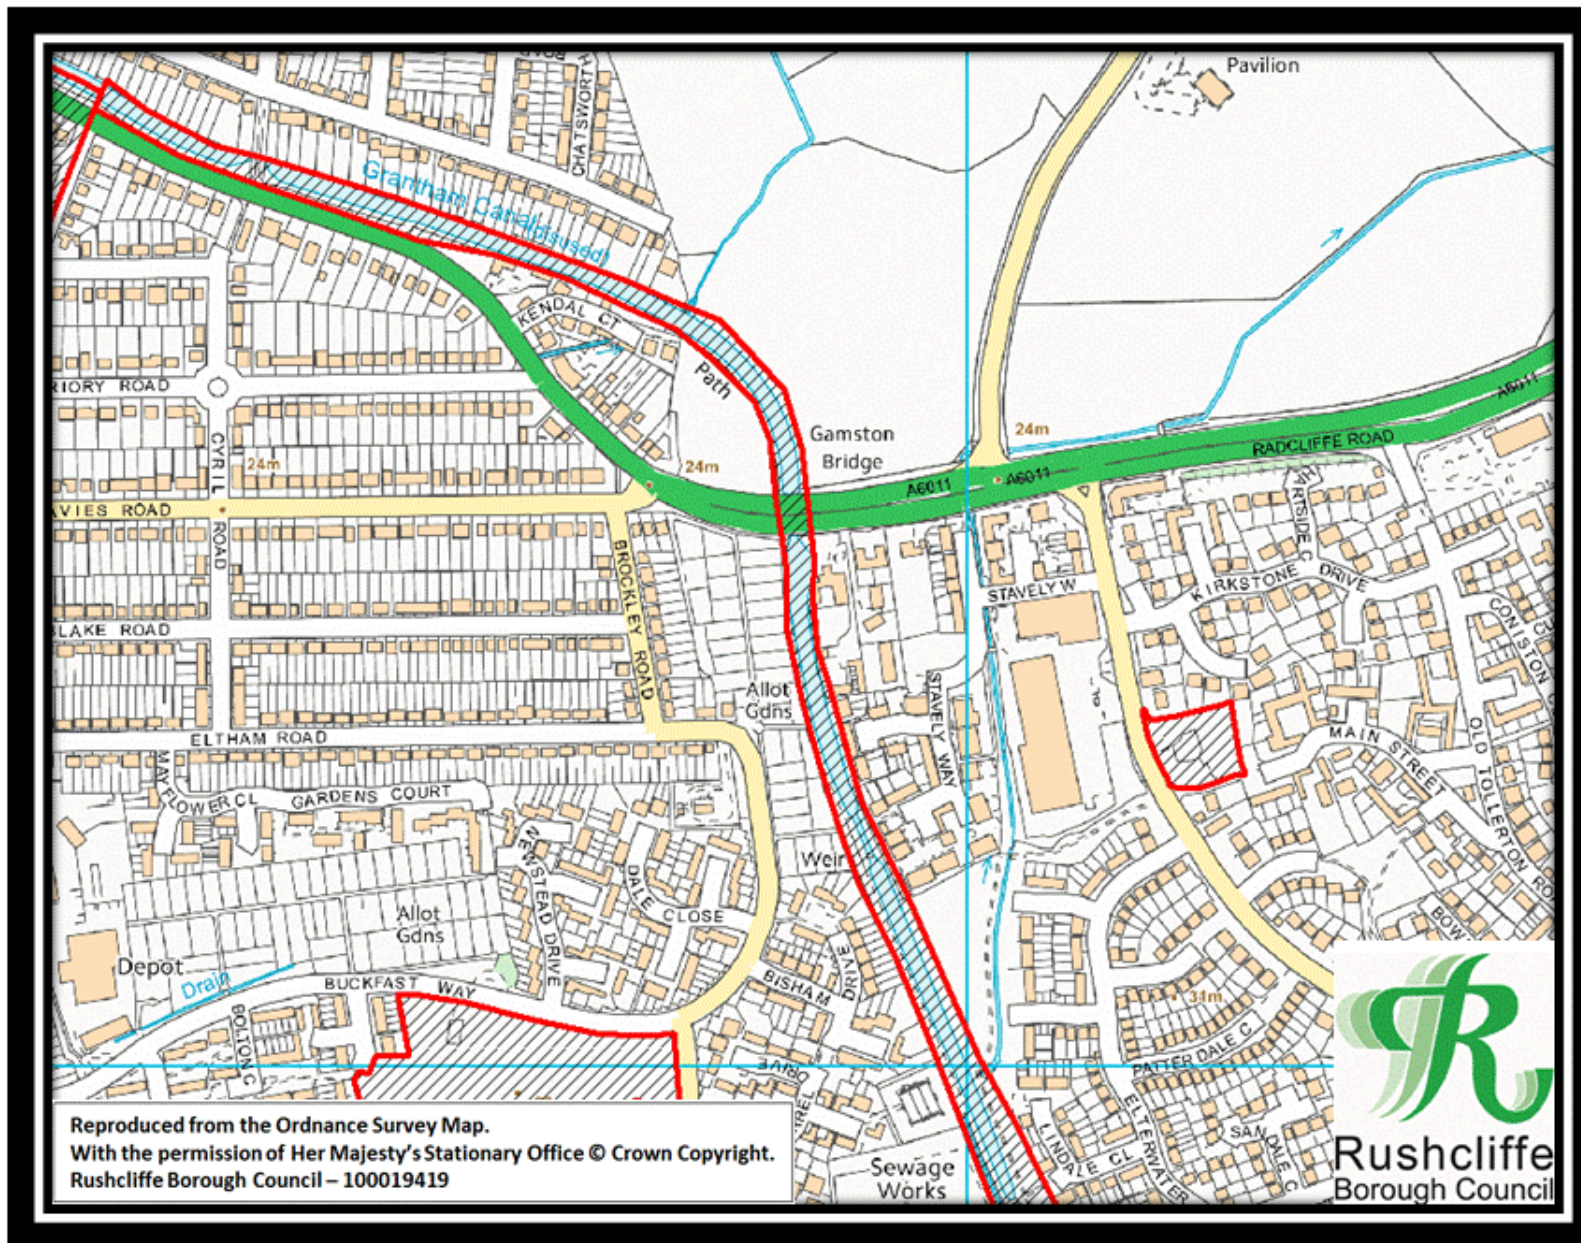 Pavilion
CHATSWORTH
Grantham Canal
(disused)
KENDAL CT
Path
RIORY ROAD
CYRIL ROAD
24m
24m
24m
Gamston
Bridge
A6011
A6011
A6011
RADCLIFFE ROAD
AVIES ROAD
BROCKLEY ROAD
HARTSIDE C
KIRKSTONE DRIVE
STAVELY W
CONISTON
LAKE ROAD
Allot
Gdns
STAVELY WAY
ELTHAM ROAD
MAIN STREET
OLD TOLLERTON RO
MAYFLOWER CL
GARDENS COURT
NEWSTEAD DRIVE
DALE CLOSE
Weir
Allot
Gdns
Depot
Drain
BUCKFAST WAY
BOLTON C
BISHAM DRIVE
BOW
31m
PATTERDALE C
DRIVE
ELTERWATER
LINDALE CL
SANDALE C
Sewage
Works
Reproduced from the Ordnance Survey Map.
With the permission of Her Majesty's Stationary Office © Crown Copyright.
Rushcliffe Borough Council – 100019419
R
Rushcliffe
Borough Council